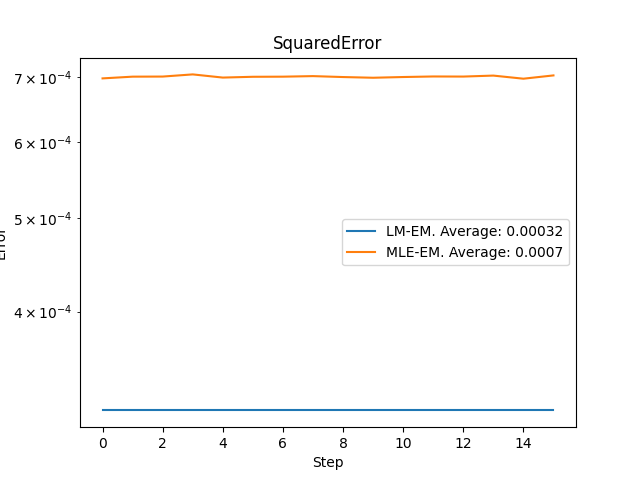 SquaredError
7 × 10⁻⁴
6 × 10⁻⁴
5 × 10⁻⁴
4 × 10⁻⁴
Error
LM-EM. Average: 0.00032
MLE-EM. Average: 0.0007
0 2 4 6 8 10 12 14
Step